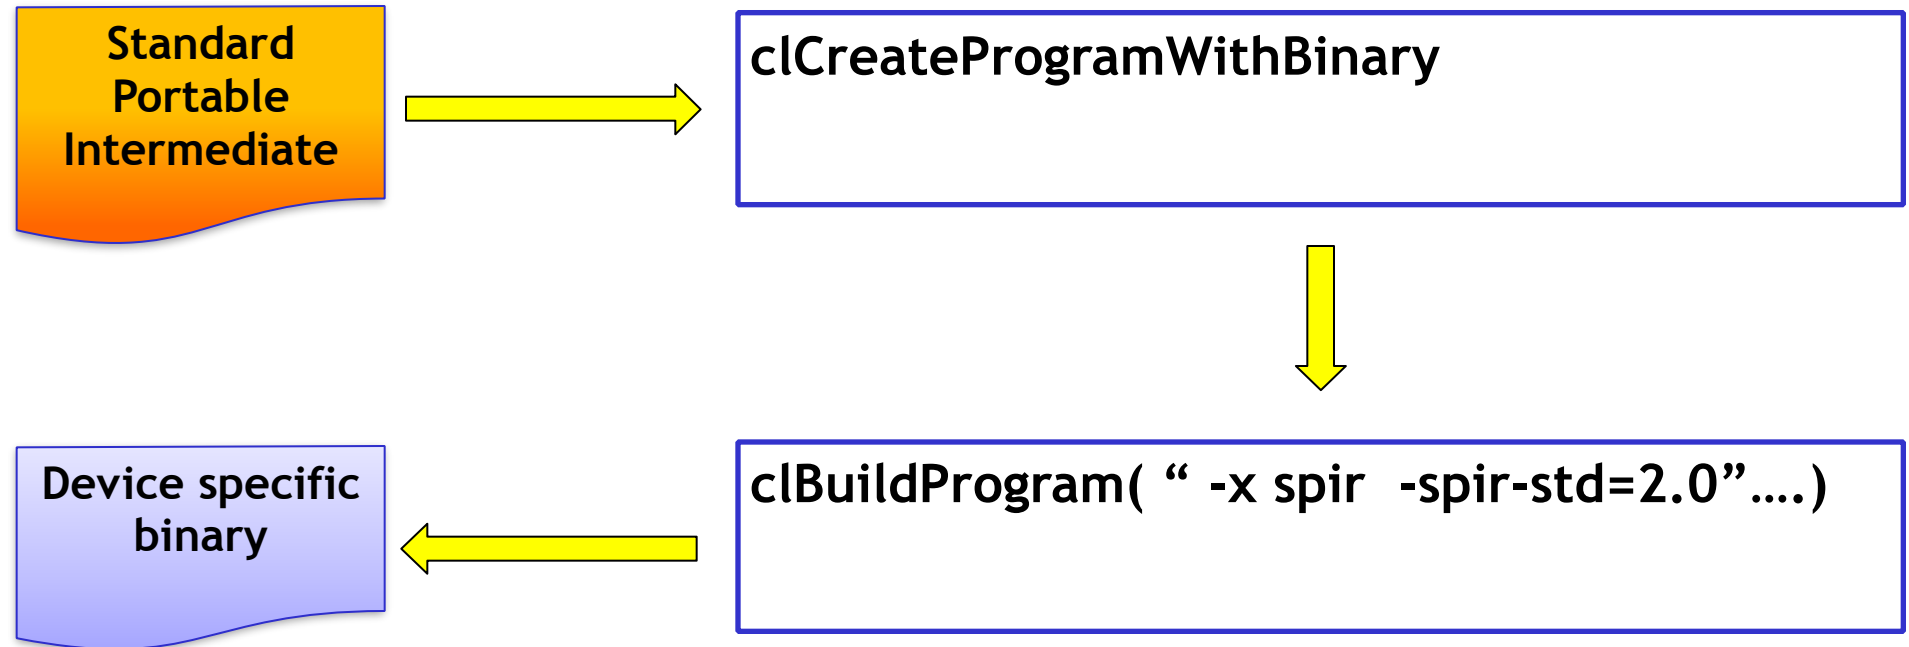 Standard
Portable
Intermediate
clCreateProgramWithBinary
clBuildProgram( “ -x spir  -spir-std=2.0”….)
Device specific
binary